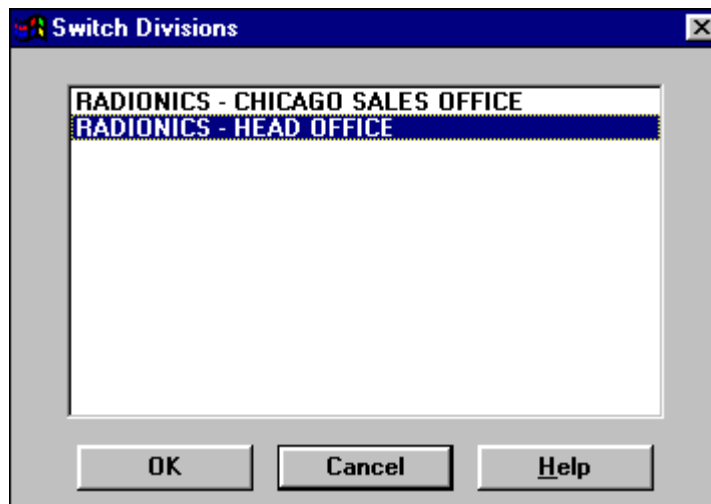 Switch Divisions
RADIONICS - CHICAGO SALES OFFICE
RADIONICS - HEAD OFFICE
OK Cancel Help